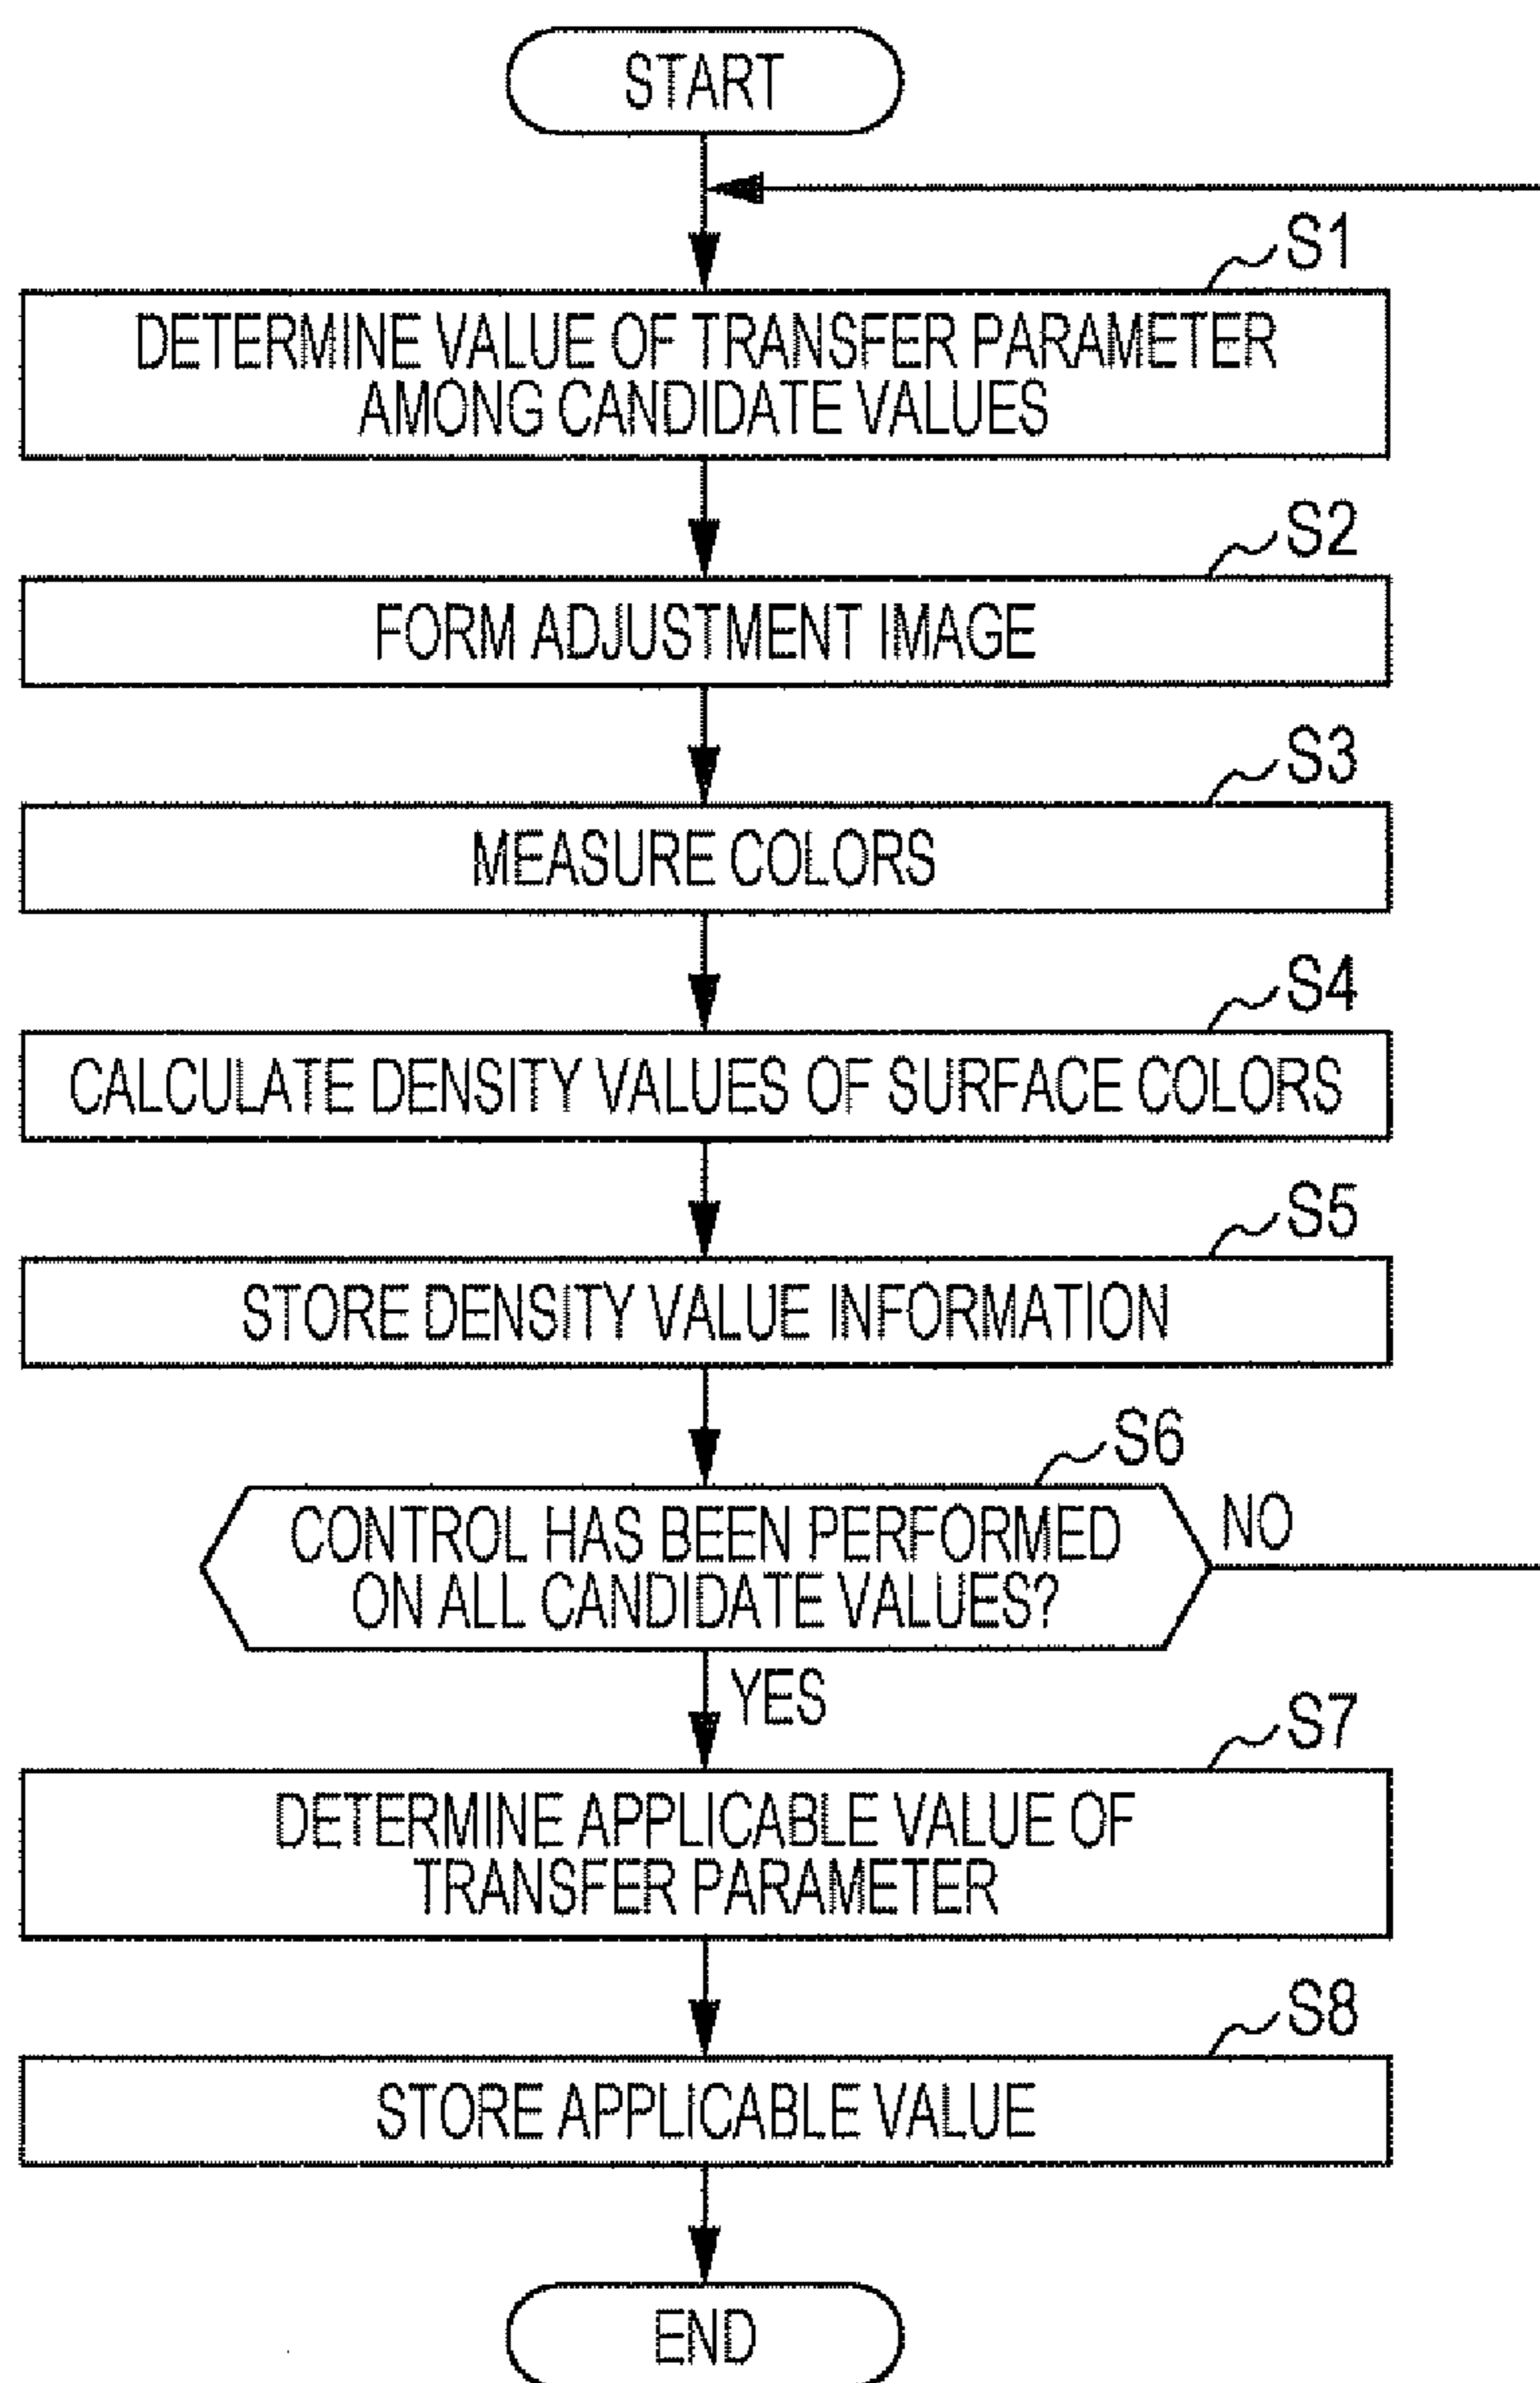 START
S1
DETERMINE VALUE OF TRANSFER PARAMETER
AMONG CANDIDATE VALUES
S2
FORM ADJUSTMENT IMAGE
S3
MEASURE COLORS
S4
CALCULATE DENSITY VALUES OF SURFACE COLORS
S5
STORE DENSITY VALUE INFORMATION
S6
CONTROL HAS BEEN PERFORMED
ON ALL CANDIDATE VALUES?
NO
YES
S7
DETERMINE APPLICABLE VALUE OF
TRANSFER PARAMETER
S8
STORE APPLICABLE VALUE
END